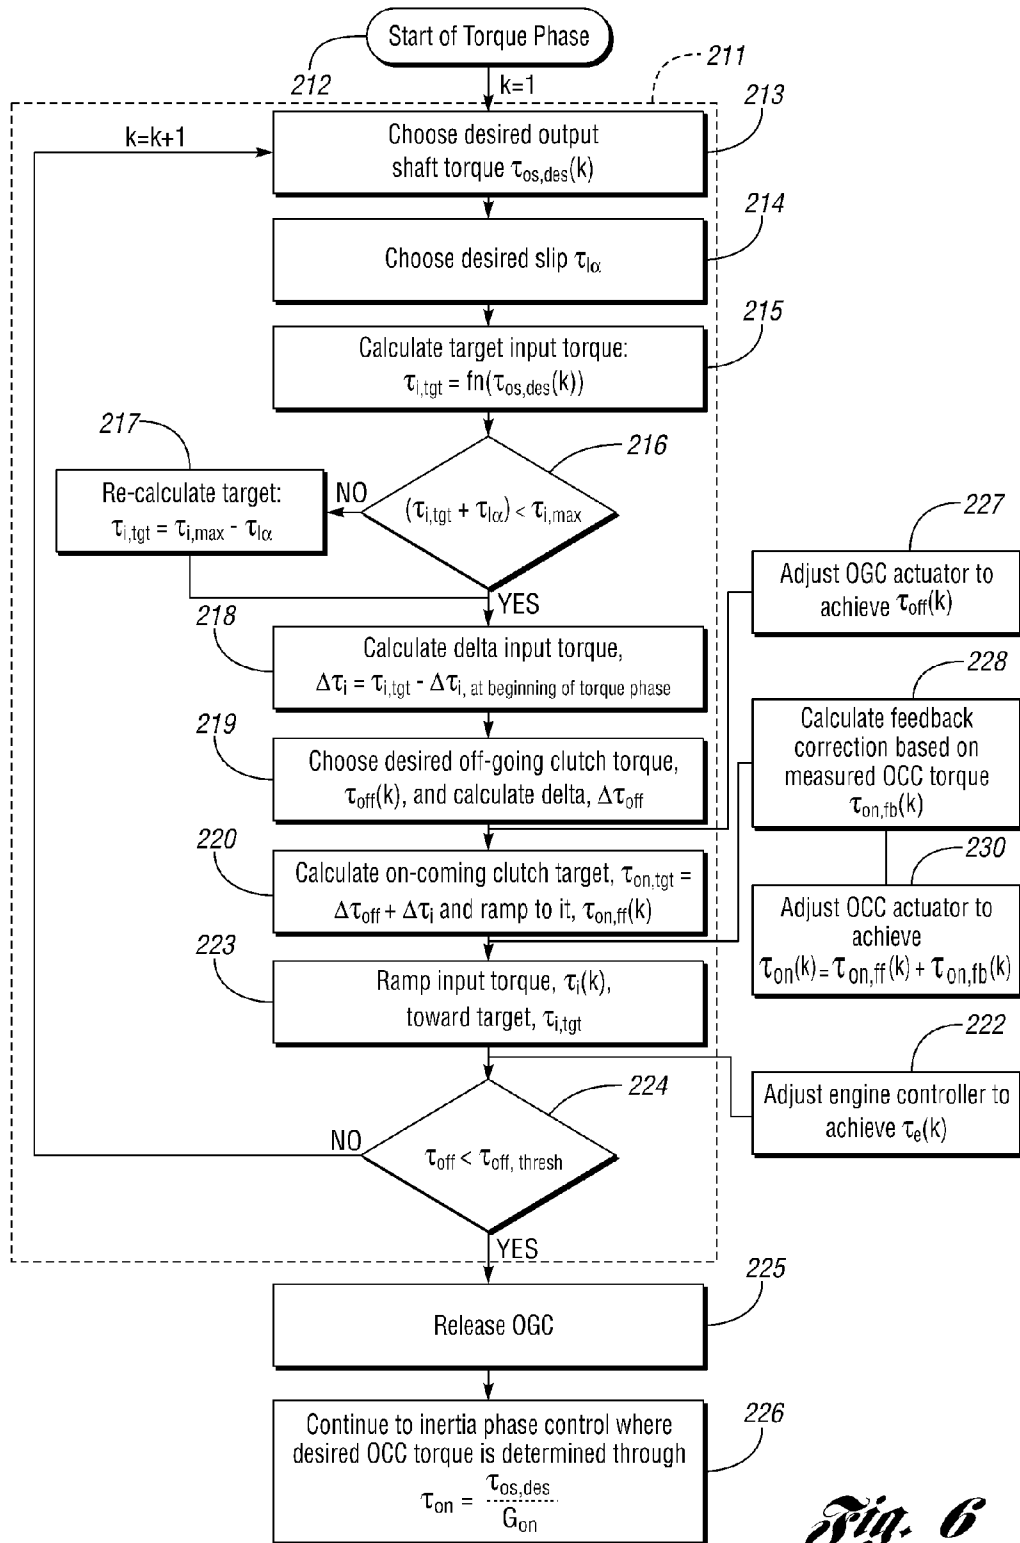 Start of Torque Phase
212
k=1
211
k=k+1
213
Choose desired output
shaft torque τos,des(k)
214
Choose desired slip τlα
215
Calculate target input torque:
τi,tgt = fn(τos,des(k))
217
216
Re-calculate target:
τi,tgt = τi,max - τlα
NO
(τi,tgt + τlα) < τi,max
YES
227
Adjust OGC actuator to
achieve τoff(k)
218
Calculate delta input torque,
Δτi = τi,tgt - Δτi, at beginning of torque phase
228
Calculate feedback
correction based on
measured OCC torque
τon,fb(k)
219
Choose desired off-going clutch torque,
τoff(k), and calculate delta, Δτoff
220
Calculate on-coming clutch target, τon,tgt =
Δτoff + Δτi and ramp to it, τon,ff(k)
230
Adjust OCC actuator to
achieve
τon(k) = τon,ff(k) + τon,fb(k)
223
Ramp input torque, τi(k),
toward target, τi,tgt
222
Adjust engine controller to
achieve τe(k)
224
NO
τoff < τoff, thresh
YES
225
Release OGC
226
Continue to inertia phase control where
desired OCC torque is determined through
τon = τos,des
Gon
Fig. 6